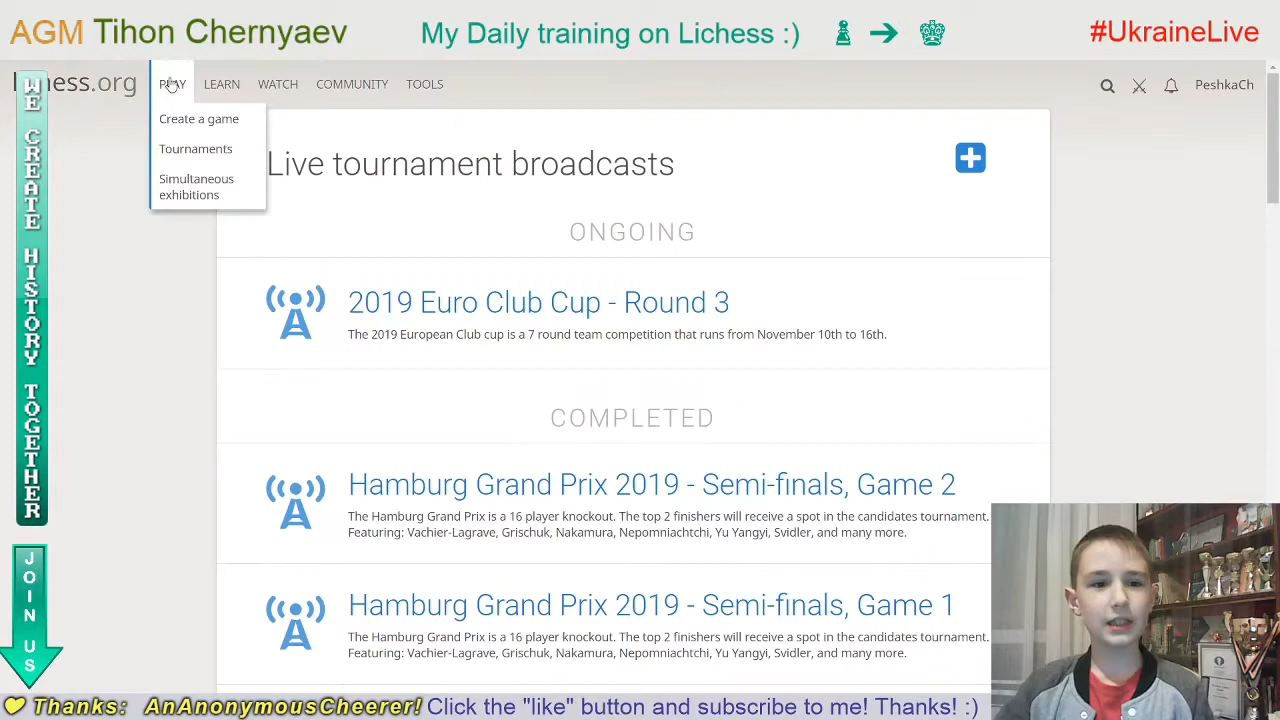 AGM Tihon Chernyaev
My Daily training on Lichess :)
#UkraineLive
lichess.org
PLAY
LEARN
WATCH
COMMUNITY
TOOLS
PeshkaCh
Create a game
Tournaments
Simultaneous
exhibitions
Live tournament broadcasts
ONGOING
2019 Euro Club Cup - Round 3
The 2019 European Club cup is a 7 round team competition that runs from November 10th to 16th.
COMPLETED
Hamburg Grand Prix 2019 - Semi-finals, Game 2
The Hamburg Grand Prix is a 16 player knockout. The top 2 finishers will receive a spot in the candidates tournament.
Featuring: Vachier-Lagrave, Grischuk, Nakamura, Nepomniachtchi, Yu Yangyi, Svidler, and many more.
Hamburg Grand Prix 2019 - Semi-finals, Game 1
The Hamburg Grand Prix is a 16 player knockout. The top 2 finishers will receive a spot in the candidates tournament.
Featuring: Vachier-Lagrave, Grischuk, Nakamura, Nepomniachtchi, Yu Yangyi, Svidler, and many more.
WE CREATE HISTORY TOGETHER
JOIN US
Thanks: AnAnonymousCheerer! Click the "like" button and subscribe to me! Thanks! :)